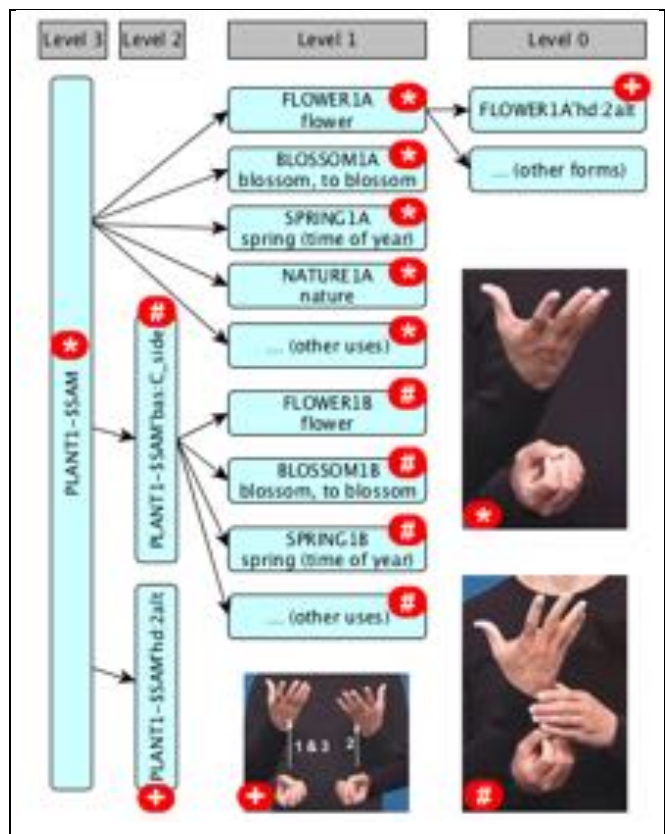 Level 3
Level 2
Level 1
Level 0
PLANT1-$SAM
*
#
PLANT1-$SAM'bas:C_side
PLANT1-$SAM'hd:2alt
+
FLOWER1A
*
flower
BLOSSOM1A
*
blossom, to blossom
SPRING1A
*
spring (time of year)
NATURE1A
*
nature
... (other uses)
*
FLOWER1B
#
flower
BLOSSOM1B
#
blossom, to blossom
SPRING1B
#
spring (time of year)
... (other uses)
#
+
FLOWER1A'hd:2alt
... (other forms)
*
1 & 3
2
+
#